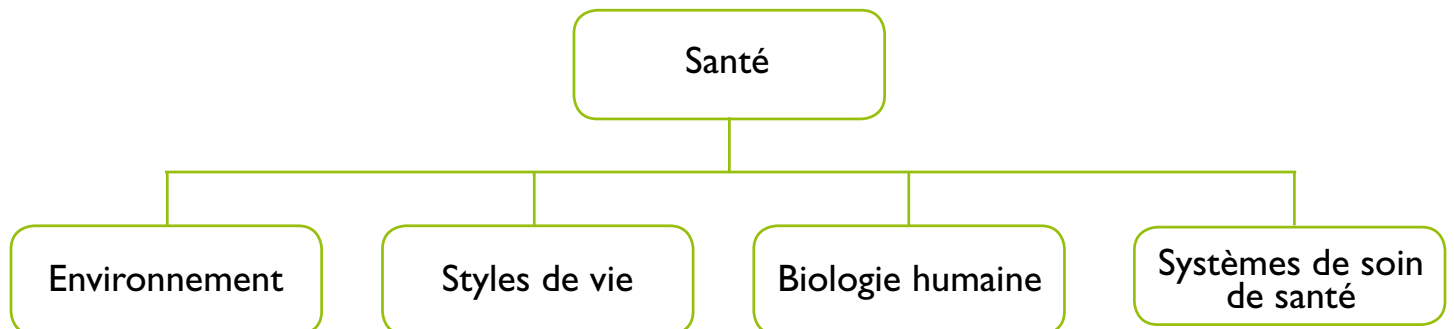 Santé
Environnement
Styles de vie
Biologie humaine
Systèmes de soin
de santé